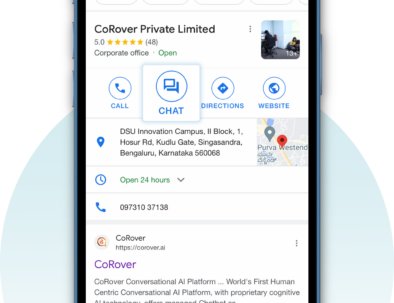 CoRover Private Limited
5.0 ★★★★★ (48)
Corporate office · Open
13+
CALL
CHAT
DIRECTIONS
WEBSITE
DSU Innovation Campus, II Block, 1,
Hosur Rd, Kudlu Gate, Singasandra,
Bengaluru, Karnataka 560068
Purva Westend
Open 24 hours
097310 37138
CoRover
https://corover.ai
CoRover
CoRover Conversational AI Platform ... World's First Human
Centric Conversational AI Platform, with proprietary cognitive